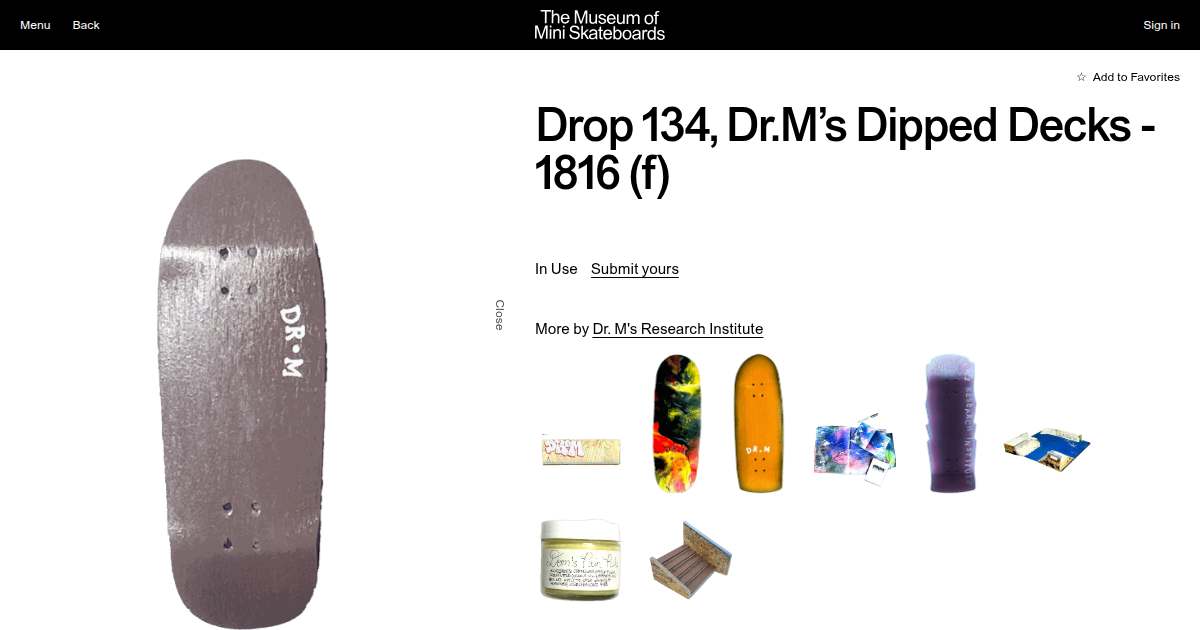 Menu
Back
The Museum of
Mini Skateboards
Sign in
☆ Add to Favorites
Drop 134, Dr.M’s Dipped Decks -
1816 (f)
In Use
Submit yours
Close
More by Dr. M's Research Institute
DR•M
DR.M